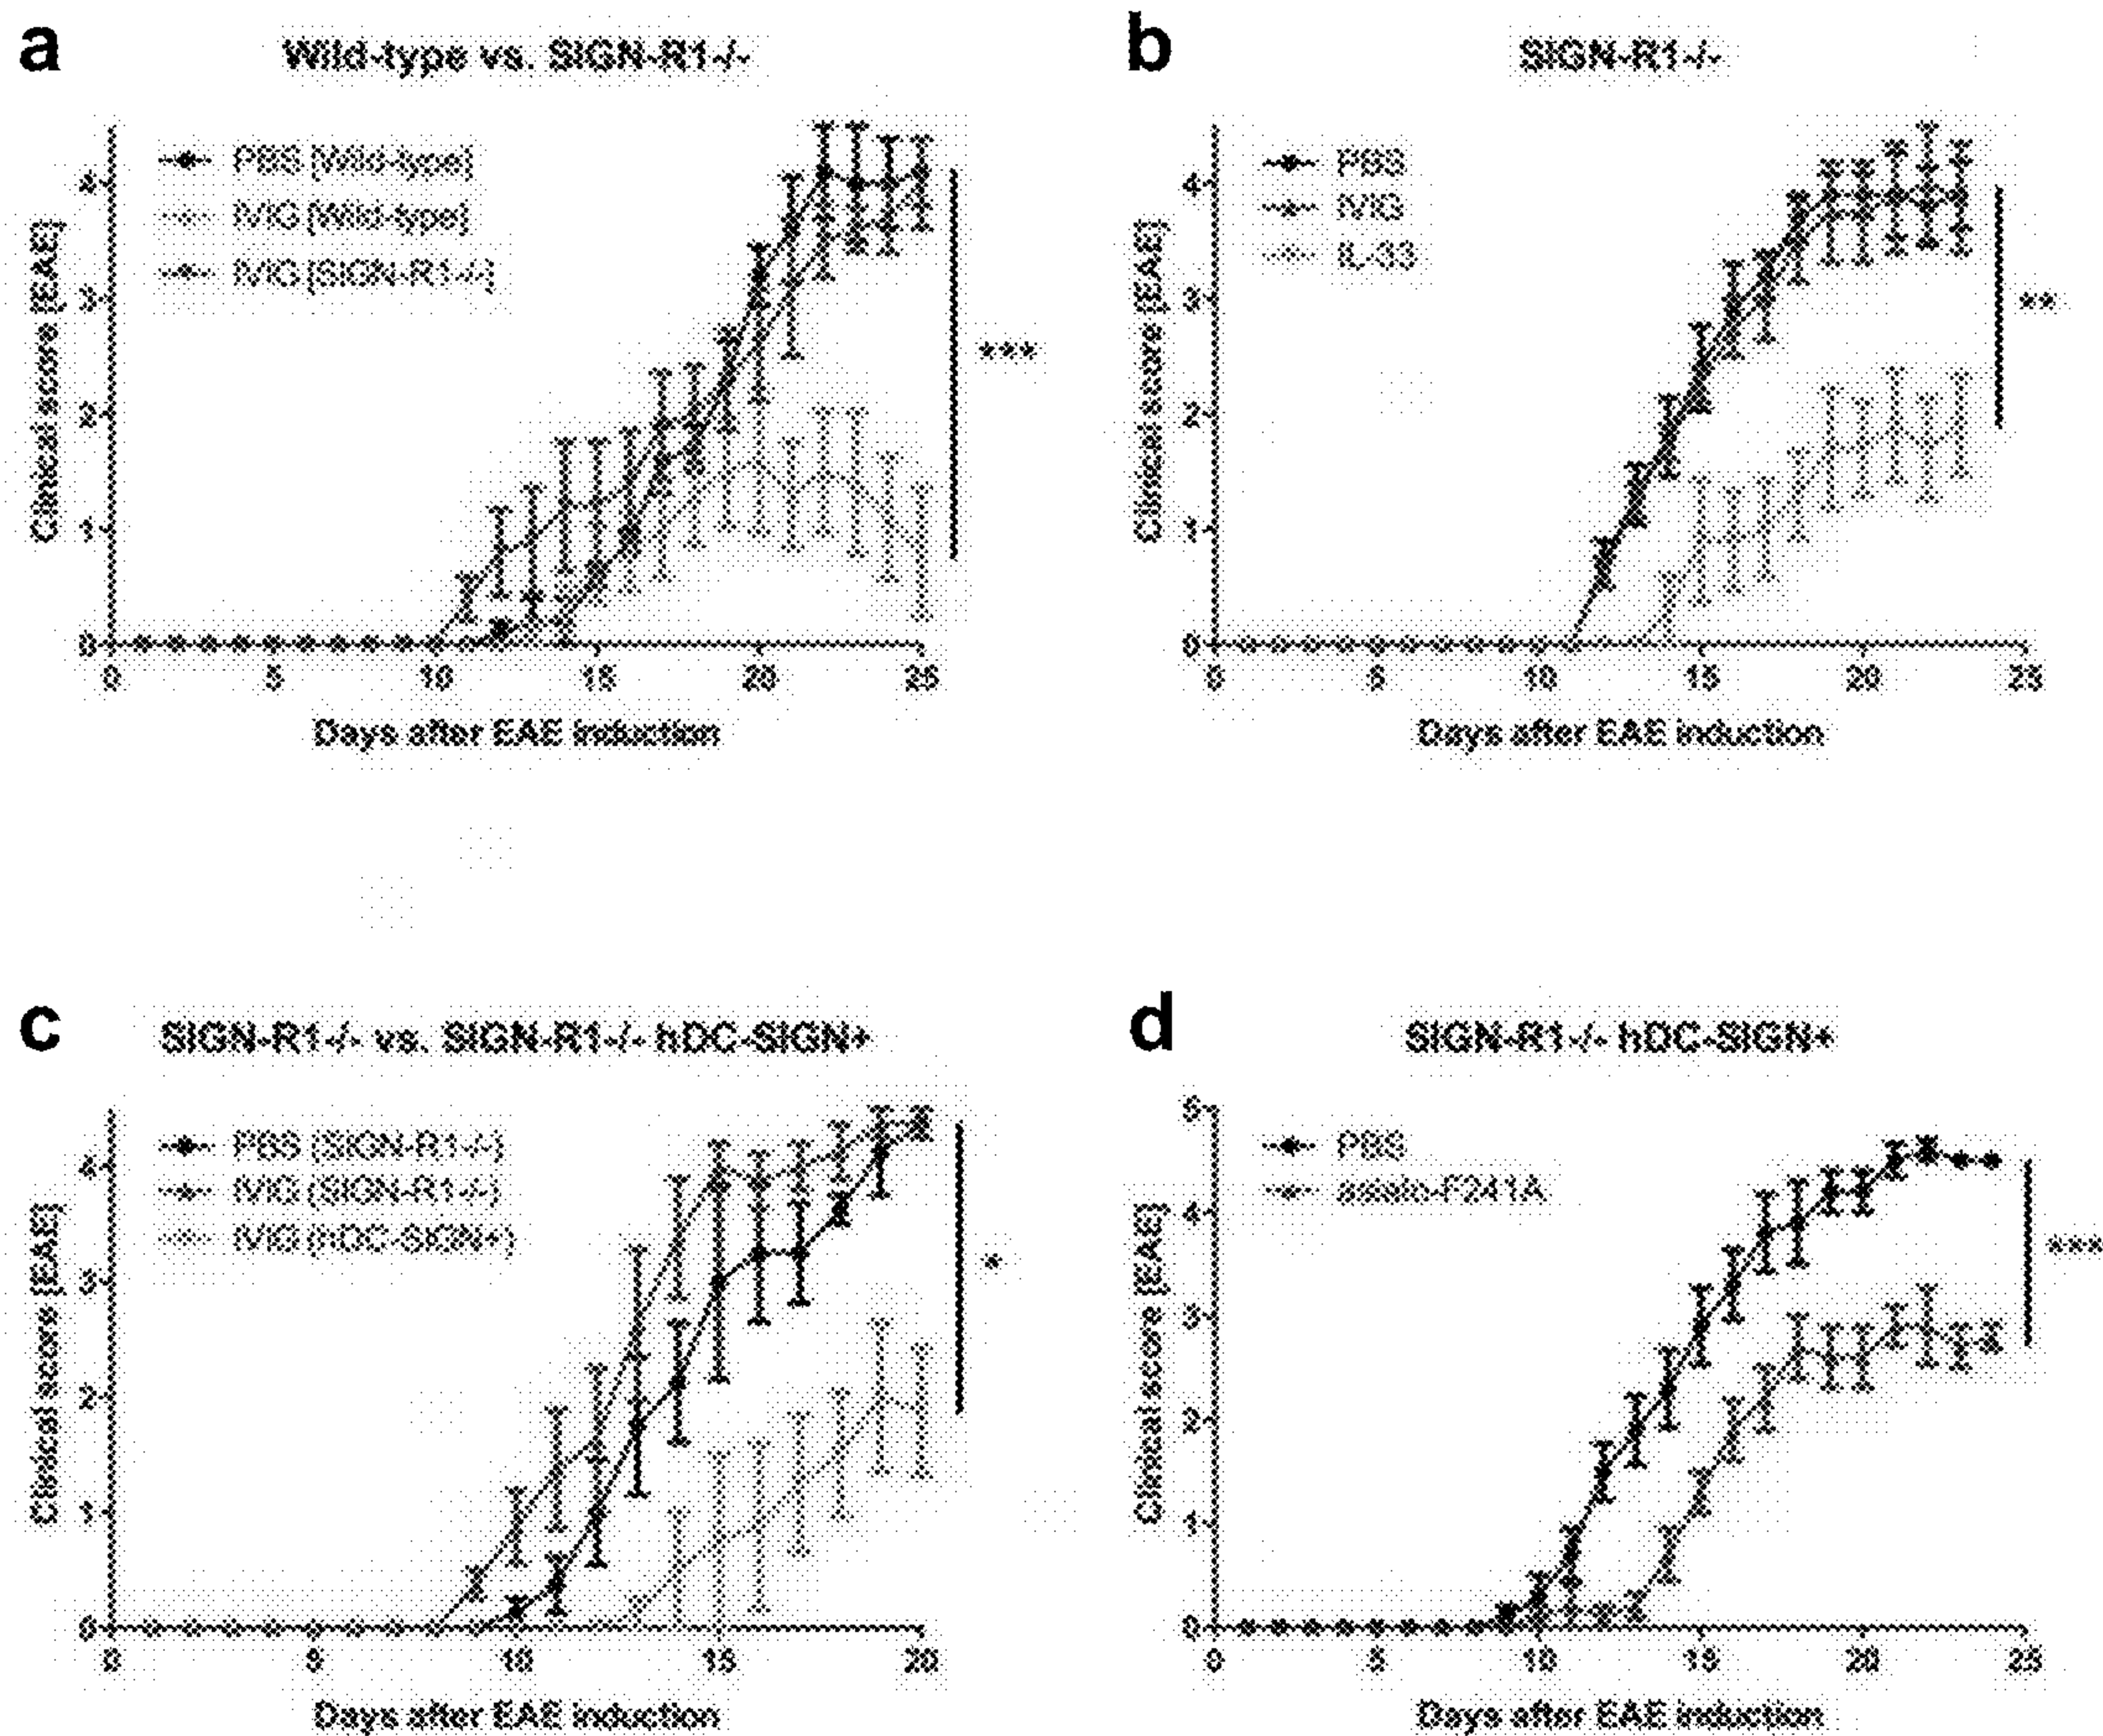 a
Wild-type vs. SIGN-R1-/-
PBS [Wild-type]
IVIG [Wild-type]
IVIG [SIGN-R1-/-]
Clinical score [EAE]
4
3
2
1
0
0 5 10 15 20 25
Days after EAE induction
***
b
SIGN-R1-/-
PBS
IVIG
IL-33
Clinical score [EAE]
4
3
2
1
0
0 5 10 15 20 25
Days after EAE induction
**
c
SIGN-R1-/- vs. SIGN-R1-/- hDC-SIGN+
PBS (SIGN-R1-/-)
IVIG (SIGN-R1-/-)
IVIG (hDC-SIGN+)
Clinical score [EAE]
4
3
2
1
0
0 5 10 15 20
Days after EAE induction
*
d
SIGN-R1-/- hDC-SIGN+
PBS
asialo-F241A
Clinical score [EAE]
5
4
3
2
1
0
0 5 10 15 20 25
Days after EAE induction
***